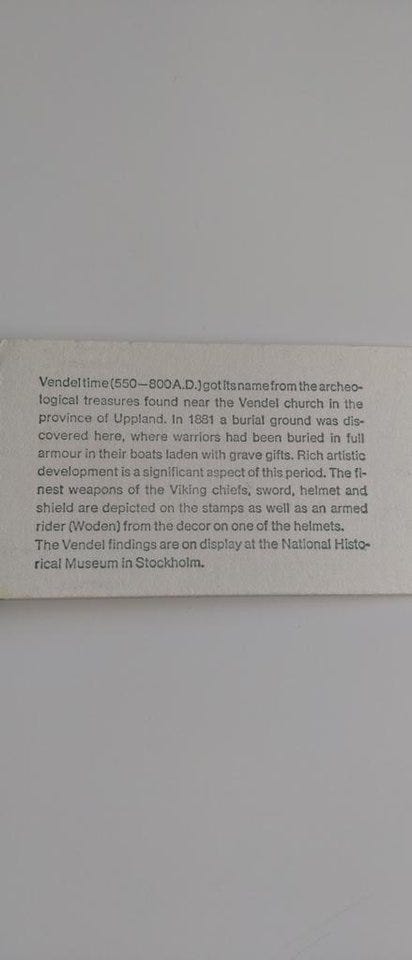 Vendel time (550—800 A.D.) got its name from the archeo-
logical treasures found near the Vendel church in the
province of Uppland. In 1881 a burial ground was dis-
covered here, where warriors had been buried in full
armour in their boats laden with grave gifts. Rich artistic
development is a significant aspect of this period. The fi-
nest weapons of the Viking chiefs, sword, helmet and
shield are depicted on the stamps as well as an armed
rider (Woden) from the decor on one of the helmets.
The Vendel findings are on display at the National Histo-
rical Museum in Stockholm.